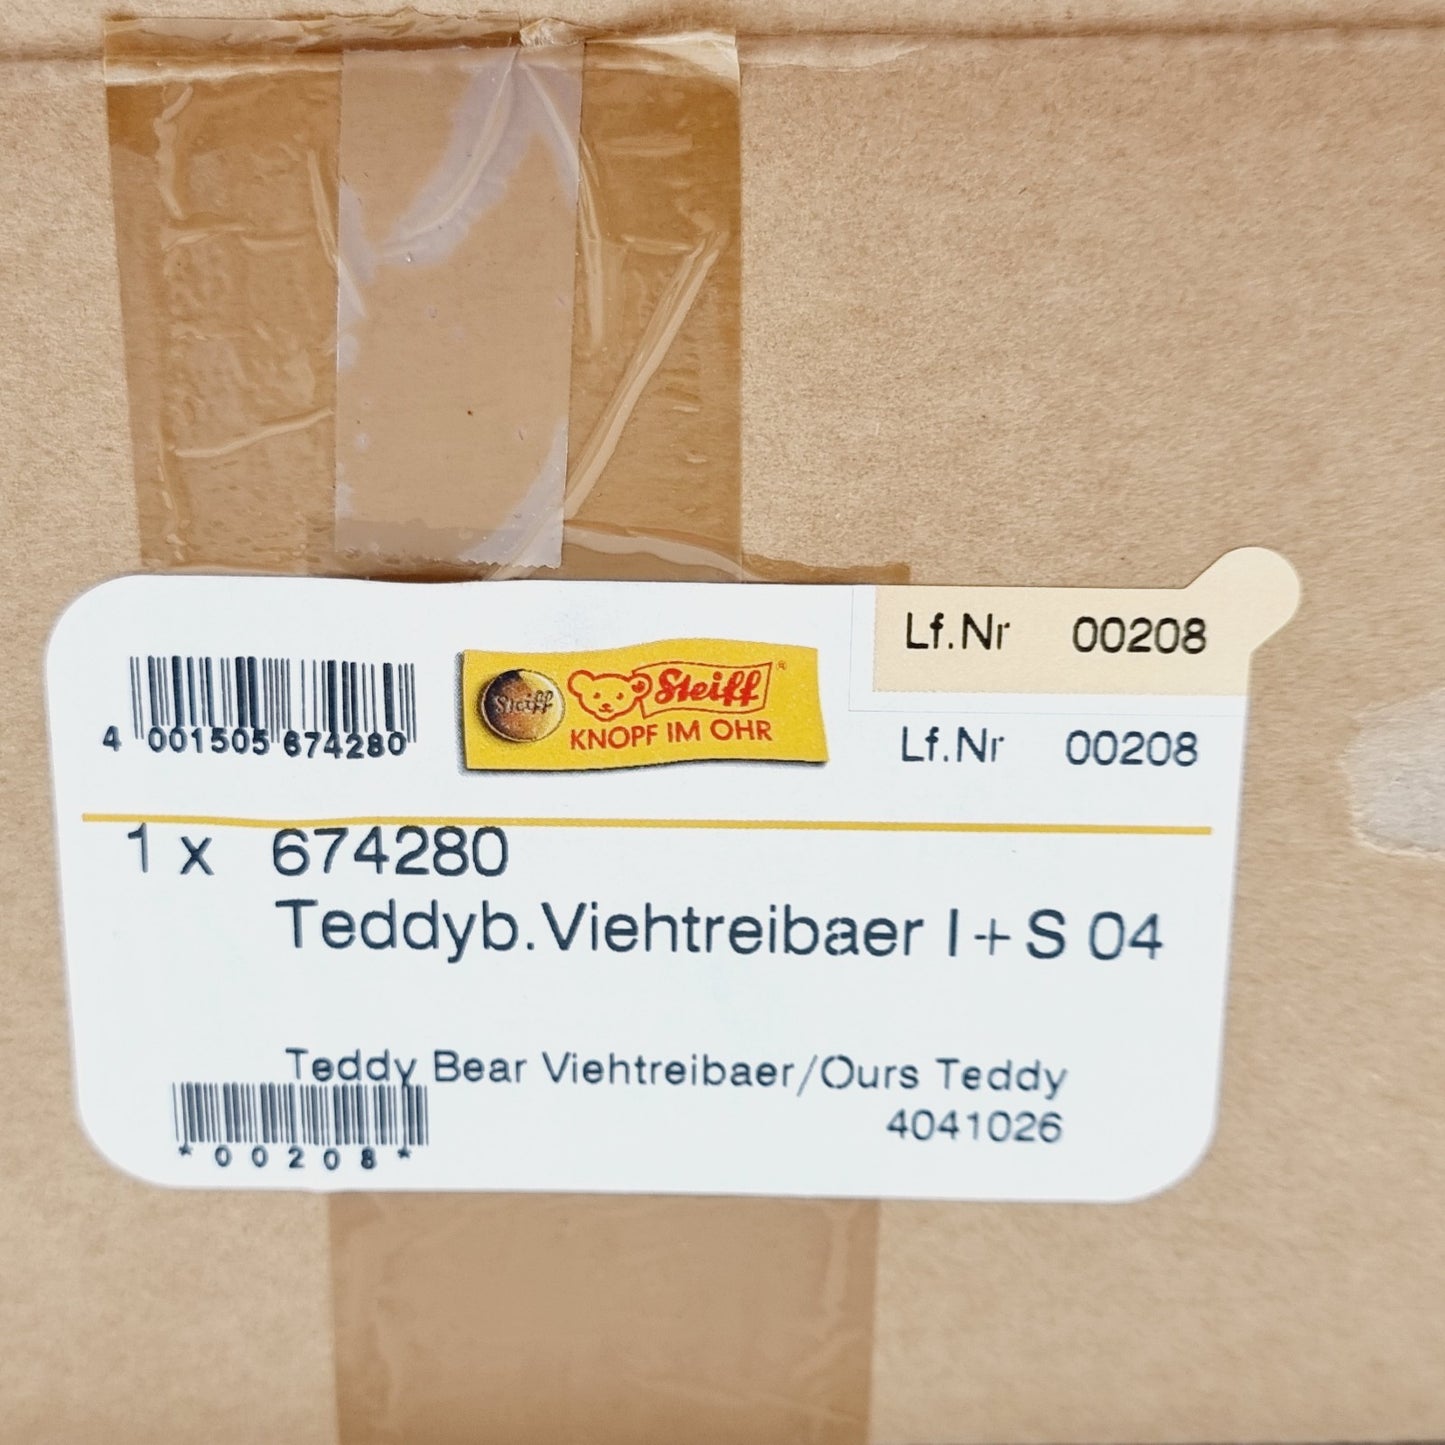 Lf.Nr 00208
4 001505 674280
Steiff
Steiff
KNOPF IM OHR
Lf.Nr 00208
1 x 674280
Teddyb.Viehtreibaer I+S 04
Teddy Bear Viehtreibaer/Ours Teddy
4041026
*00208*